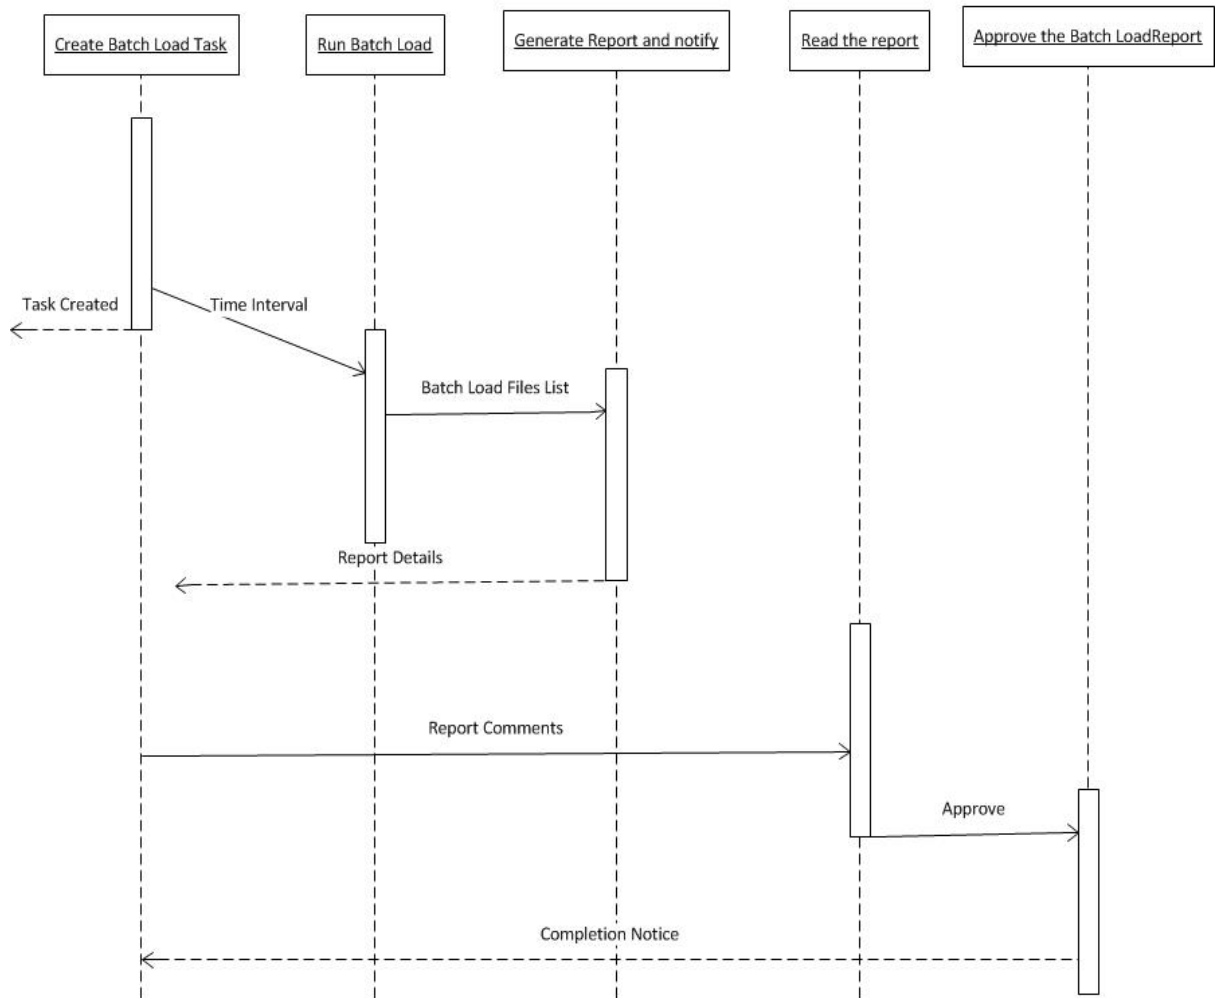 Create Batch Load Task
Run Batch Load
Generate Report and notify
Read the report
Approve the Batch LoadReport
Task Created
Time Interval
Batch Load Files List
Report Details
Report Comments
Approve
Completion Notice